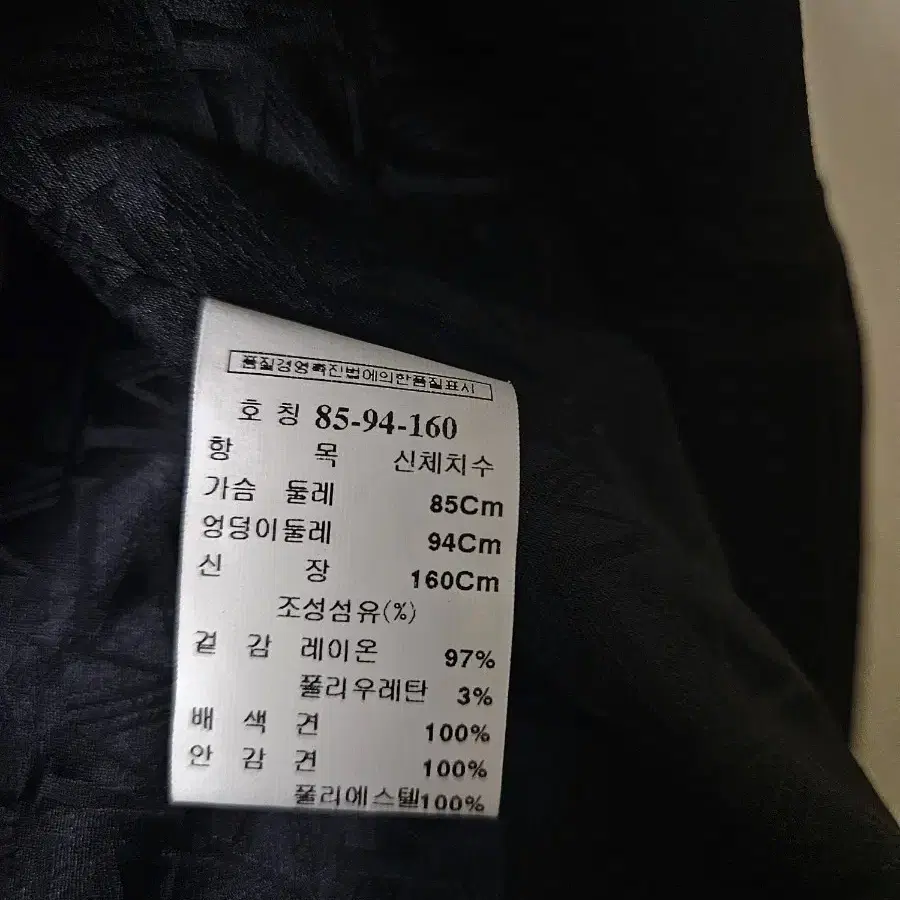 품질경영촉진법에의한품질표시
호 칭 85-94-160
항 목 신체치수
가슴 둘레 85Cm
엉덩이둘레 94Cm
신 장 160Cm
조성섬유(%)
겉 감 레이온 97%
폴리우레탄 3%
배 색 견 100%
안 감 견 100%
폴리에스텔100%